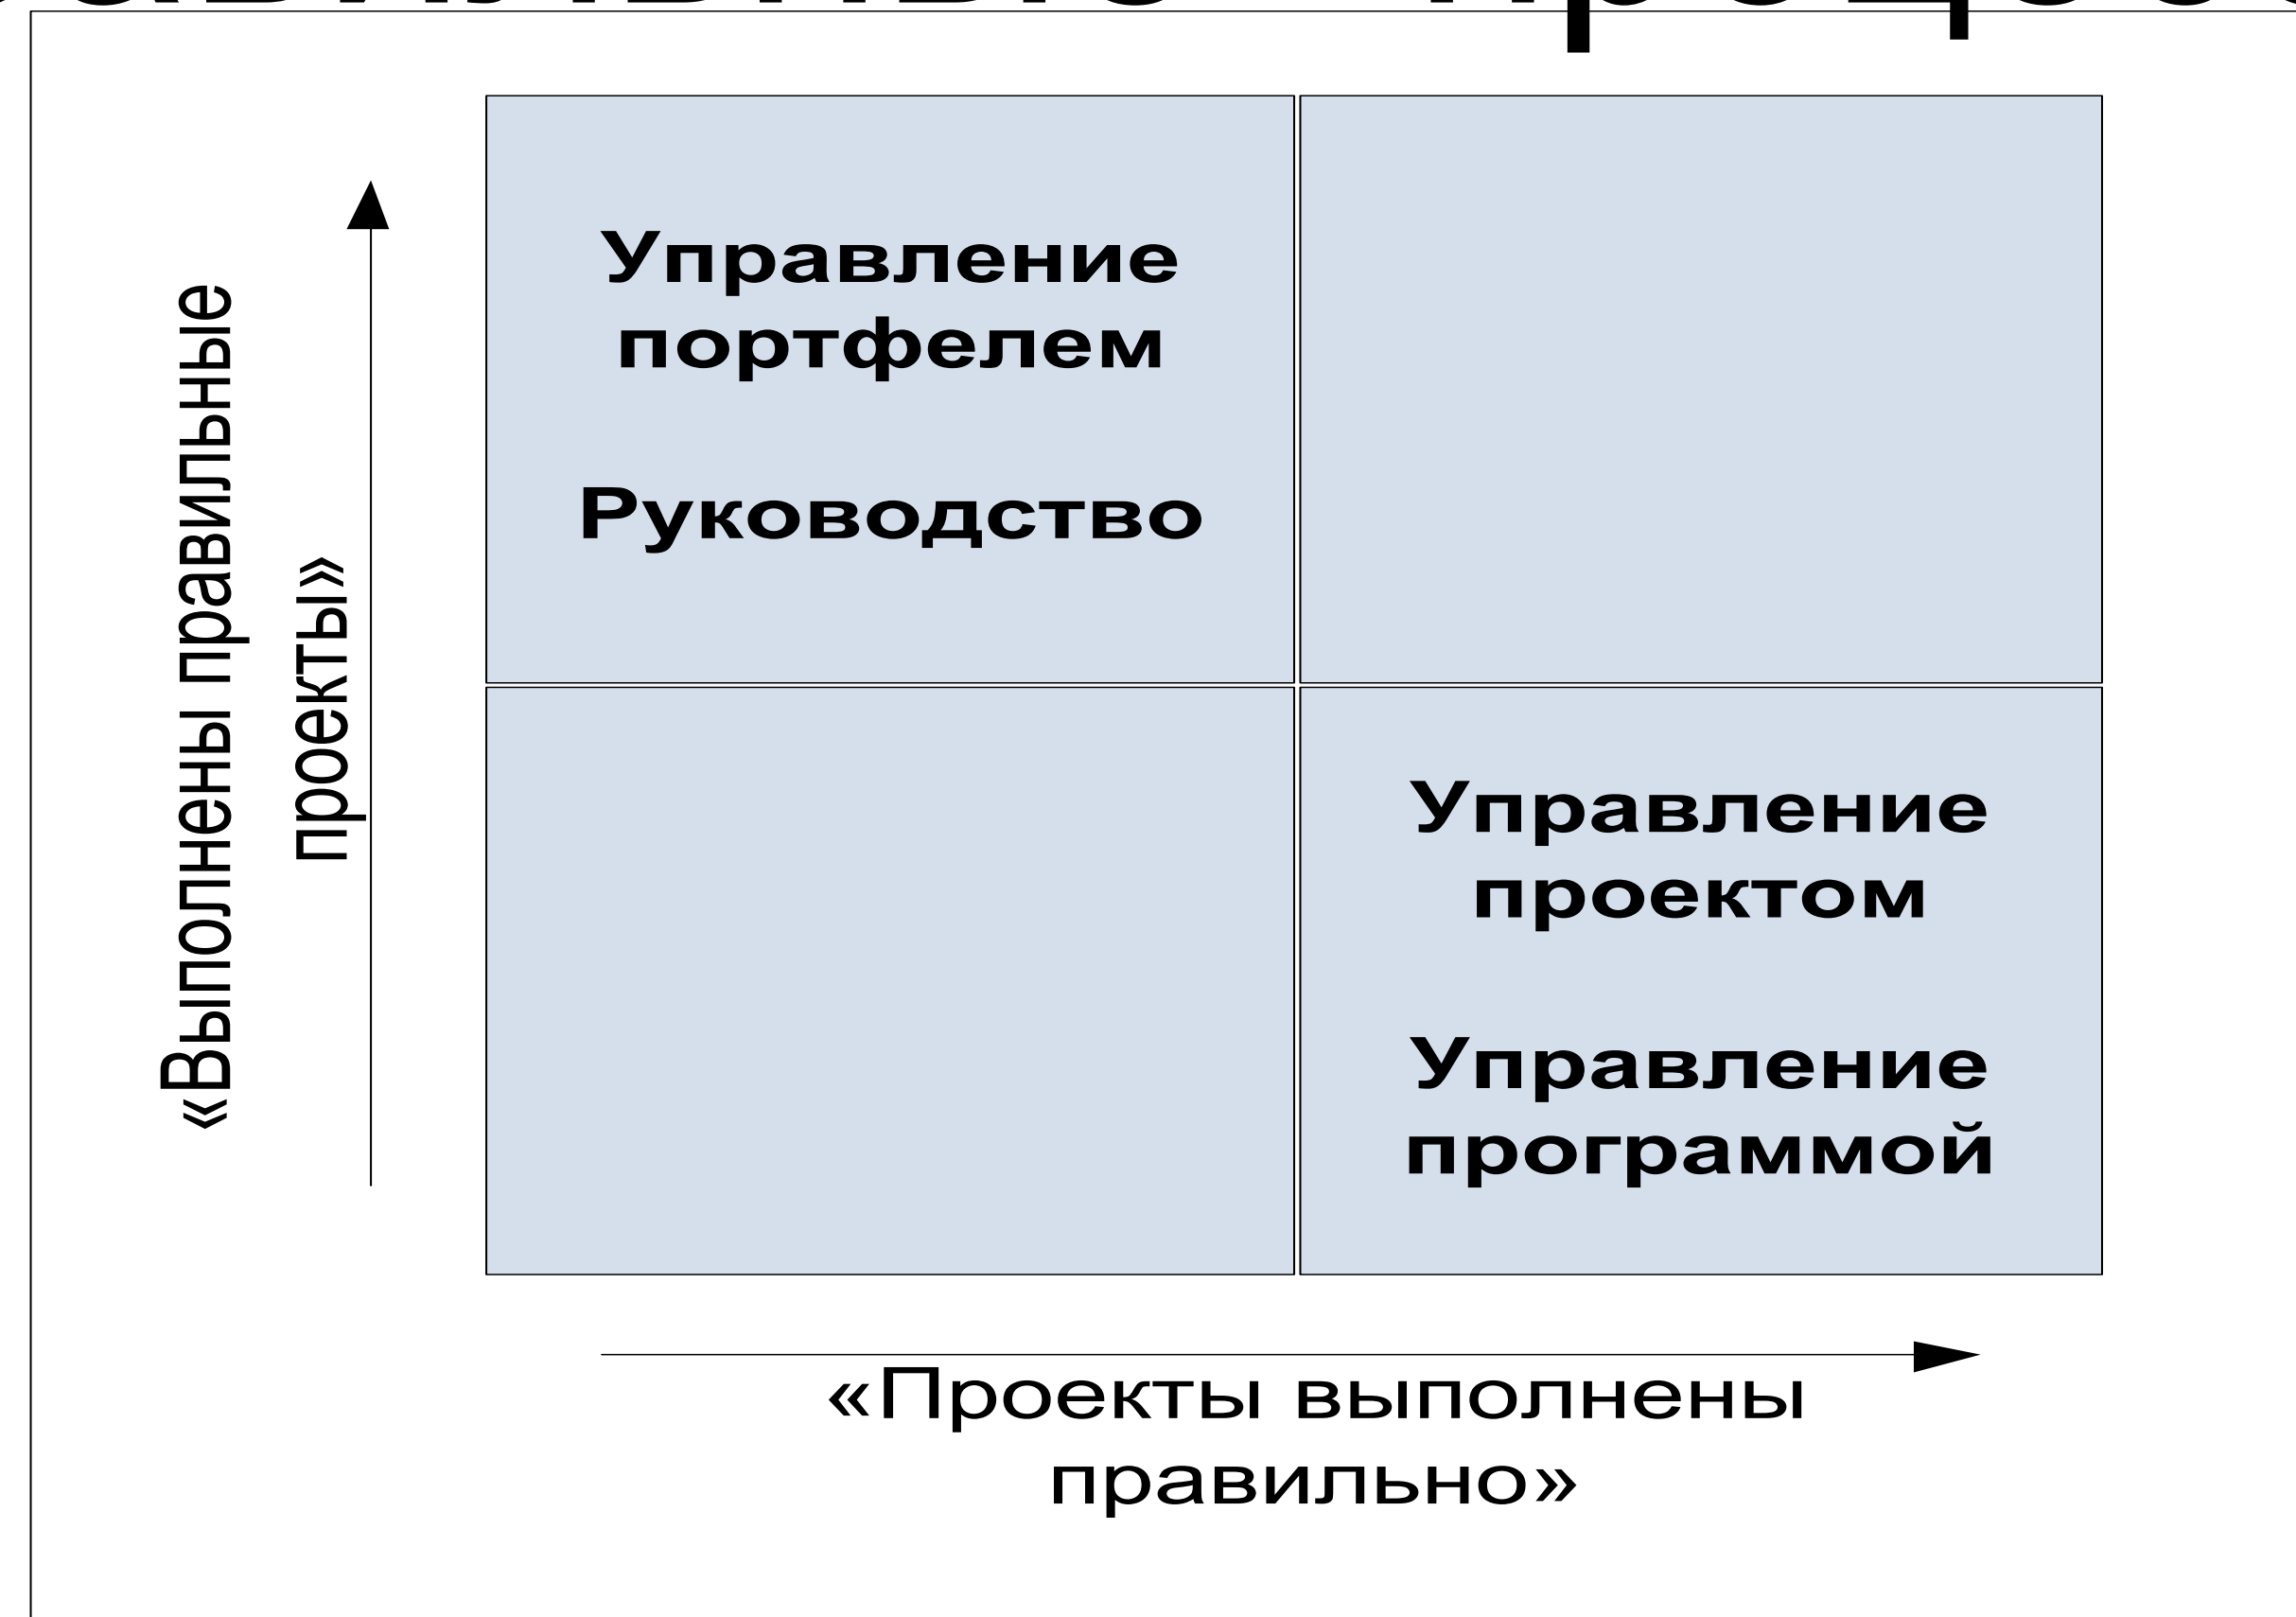 «Выполнены правильные
проекты»
Управление
портфелем
Руководство
Управление
проектом
Управление
программой
«Проекты выполнены
правильно»